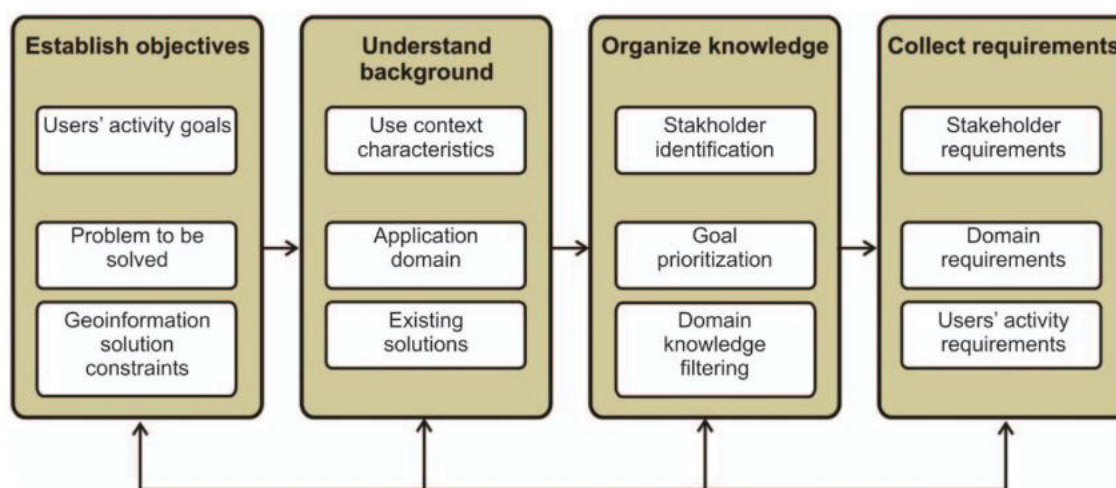 Establish objectives
Users’ activity goals
Problem to be
solved
Geoinformation
solution
constraints
Understand
background
Use context
characteristics
Application
domain
Existing
solutions
Organize knowledge
Stakholder
identification
Goal
prioritization
Domain
knowledge
filtering
Collect requirements
Stakeholder
requirements
Domain
requirements
Users’ activity
requirements